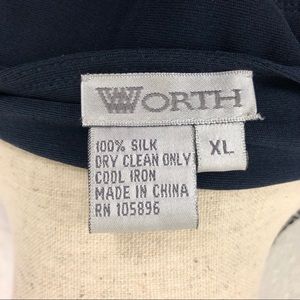 WORTH
XL
100% SILK
DRY CLEAN ONLY
COOL IRON
MADE IN CHINA
RN 105896